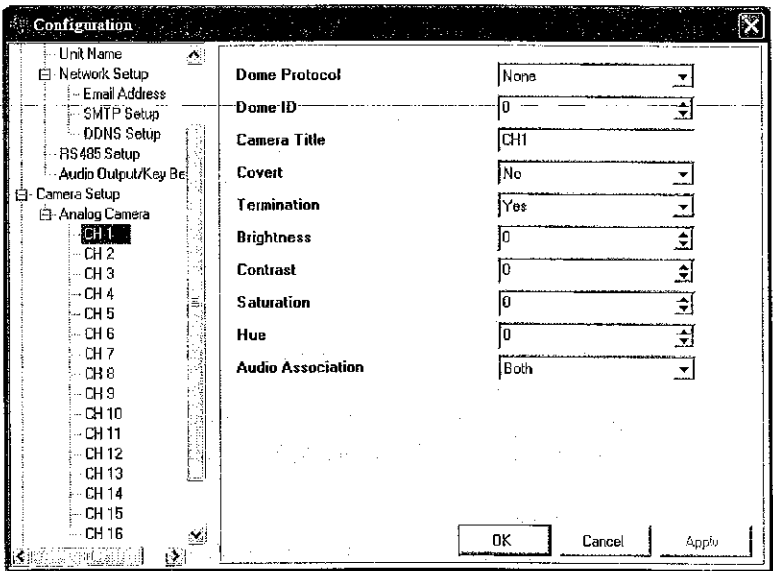 Configuration
Unit Name
Network Setup
Email Address
SMTP Setup
DDNS Setup
RS485 Setup
Audio Output/Key Be
Camera Setup
Analog Camera
CH 1
CH 2
CH 3
CH 4
CH 5
CH 6
CH 7
CH 8
CH 9
CH 10
CH 11
CH 12
CH 13
CH 14
CH 15
CH 16
Dome Protocol None
Dome ID 0
Camera Title CH1
Covert No
Termination Yes
Brightness 0
Contrast 0
Saturation 0
Hue 0
Audio Association Both
OK Cancel Apply